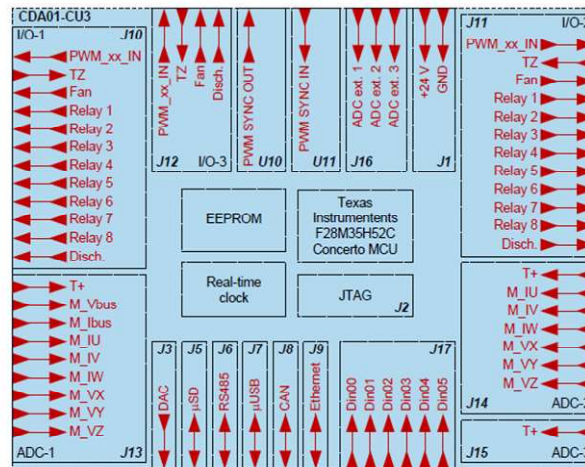 CDA01-CU3
I/O-1
J10
PWM_xx_IN
TZ
Fan
Relay 1
Relay 2
Relay 3
Relay 4
Relay 5
Relay 6
Relay 7
Relay 8
Disch.
PWM_xx_IN
TZ
Fan
Disch.
J12
I/O-3
PWM SYNC OUT
U10
PWM SYNC IN
U11
ADC ext. 1
ADC ext. 2
ADC ext. 3
J16
+24 V
GND
J1
J11
PWM_xx_IN
TZ
Fan
Relay 1
Relay 2
Relay 3
Relay 4
Relay 5
Relay 6
Relay 7
Relay 8
Disch.
EEPROM
Texas
Instrumentents
F28M35H52C
Concerto MCU
Real-time
clock
JTAG
J2
T+
M_Vbus
M_Ibus
M_IU
M_IV
M_IW
M_VX
M_VY
M_VZ
ADC-1
J13
J3
DAC
J5
µSD
J6
RS485
J7
µUSB
J8
CAN
J9
Ethernet
J17
Din00
Din01
Din02
Din03
Din04
Din05
T+
M_IU
M_IV
M_IW
M_VX
M_VY
M_VZ
J14
T+
J15